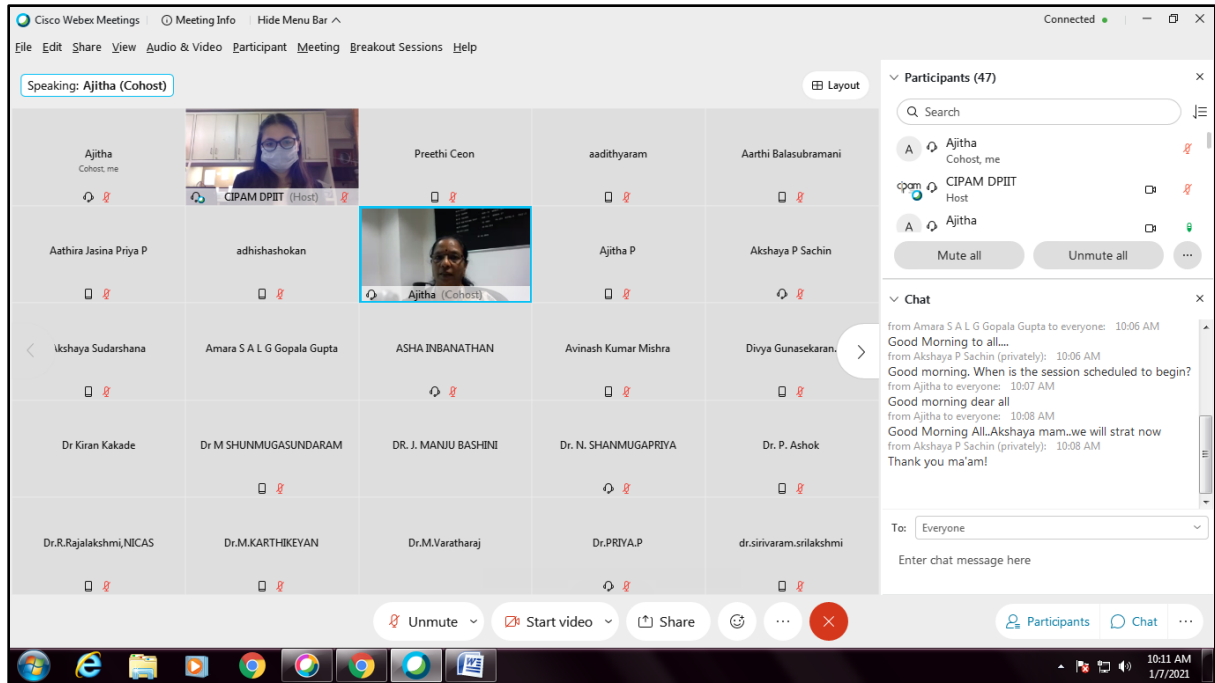 Cisco Webex Meetings Meeting Info Hide Menu Bar Connected
File Edit Share View Audio & Video Participant Meeting Breakout Sessions Help
Speaking: Ajitha (Cohost)
Layout
Ajitha
Cohost, me
CIPAM DPIIT (Host)
Preethi Ceon
aadithyaram
Aarthi Balasubramani
Aathira Jasina Priya P
adhishashokan
Ajitha (Cohost)
Ajitha P
Akshaya P Sachin
kshaya Sudarshana
Amara S A L G Gopala Gupta
ASHA INBANATHAN
Avinash Kumar Mishra
Divya Gunasekaran.
Dr Kiran Kakade
Dr M SHUNMUGASUNDARAM
DR. J. MANJU BASHINI
Dr. N. SHANMUGAPRIYA
Dr. P. Ashok
Dr.R.Rajalakshmi,NICAS
Dr.M.KARTHIKEYAN
Dr.M.Varatharaj
Dr.PRIYA.P
dr.sirivaram.srilakshmi
Participants (47)
Search
A Ajitha
Cohost, me
cipam CIPAM DPIIT
Host
A Ajitha
Mute all Unmute all ...
Chat
from Amara S A L G Gopala Gupta to everyone: 10:06 AM
Good Morning to all....
from Akshaya P Sachin (privately): 10:06 AM
Good morning. When is the session scheduled to begin?
from Ajitha to everyone: 10:07 AM
Good morning dear all
from Ajitha to everyone: 10:08 AM
Good Morning All..Akshaya mam..we will strat now
from Akshaya P Sachin (privately): 10:08 AM
Thank you ma'am!
To: Everyone
Enter chat message here
Unmute Start video Share
Participants Chat
10:11 AM
1/7/2021